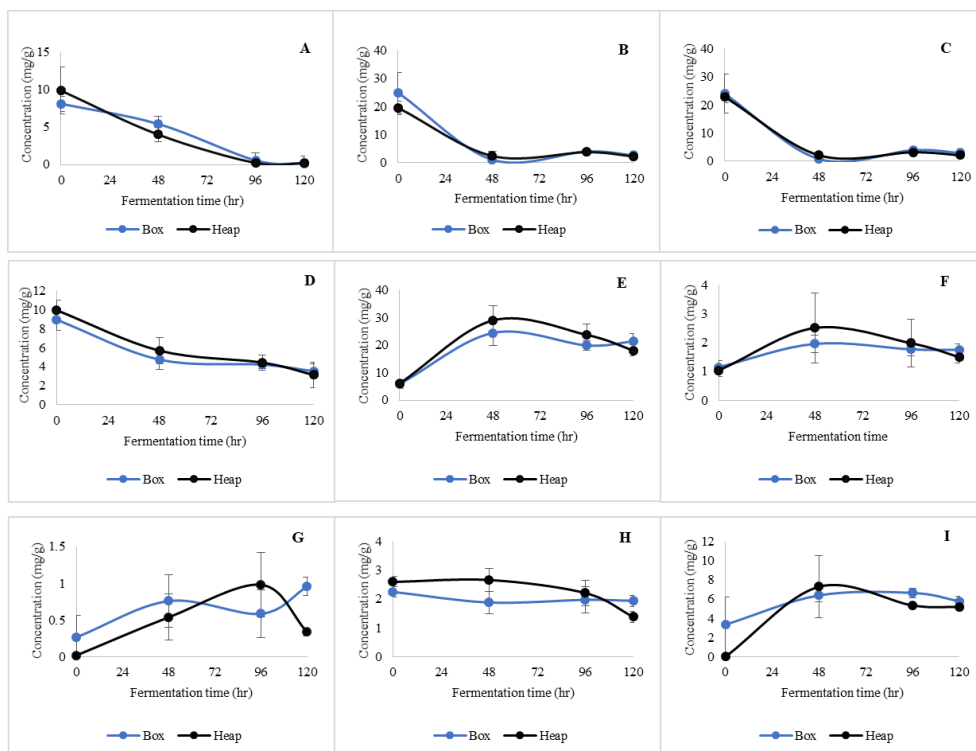 A
Concentration (mg/g)
15
10
5
0
0 24 48 72 96 120
Fermentation time (hr)
Box Heap
B
Concentration (mg/g)
40
30
20
10
0
0 24 48 72 96 120
Fermentation time (hr)
Box Heap
C
Concentration (mg/g)
40
30
20
10
0
0 24 48 72 96 120
Fermentation time (hr)
Box Heap
D
Concentration (mg/g)
12
10
8
6
4
2
0
0 24 48 72 96 120
Fermentation time (hr)
Box Heap
E
Concentration (mg/g)
40
30
20
10
0
0 24 48 72 96 120
Fermentation time (hr)
Box Heap
F
Concentration (mg/g)
4
3
2
1
0
0 24 48 72 96 120
Fermentation time
Box Heap
G
Concentration (mg/g)
1.5
1
0.5
0
0 24 48 72 96 120
Fermentation time (hr)
Box Heap
H
Concentration (mg/g)
4
3
2
1
0
0 24 48 72 96 120
Fermentation time (hr)
Box Heap
I
Concentration (mg/g)
12
10
8
6
4
2
0
0 24 48 72 96 120
Fermentation time (hr)
Box Heap